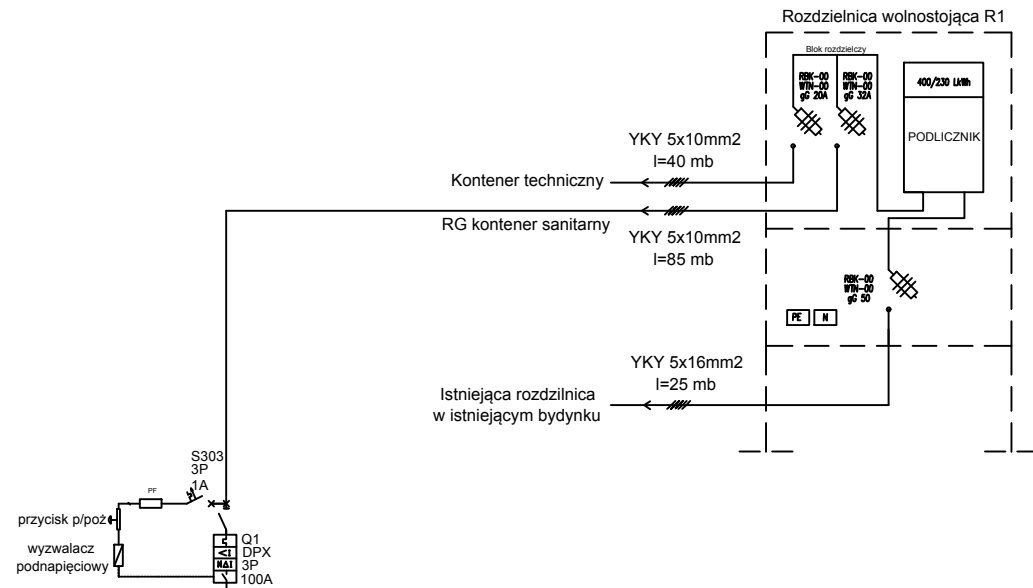 Rozdzielnica wolnostojąca R1
Blok rozdzielczy
RBK-00
WTN-00
gG 20A
RBK-00
WTN-00
gG 32A
400/230 LkWh
PODLICZNIK
YKY 5x10mm2
l=40 mb
Kontener techniczny
RG kontener sanitarny
YKY 5x10mm2
l=85 mb
RBK-00
WTN-00
gG 50
PE
N
YKY 5x16mm2
l=25 mb
Istniejąca rozdzilnica
w istniejącym bydynku
S303
3P
1A
PF
przycisk p/poż
wyzwalacz
podnapięciowy
Q1
DPX
3P
100A